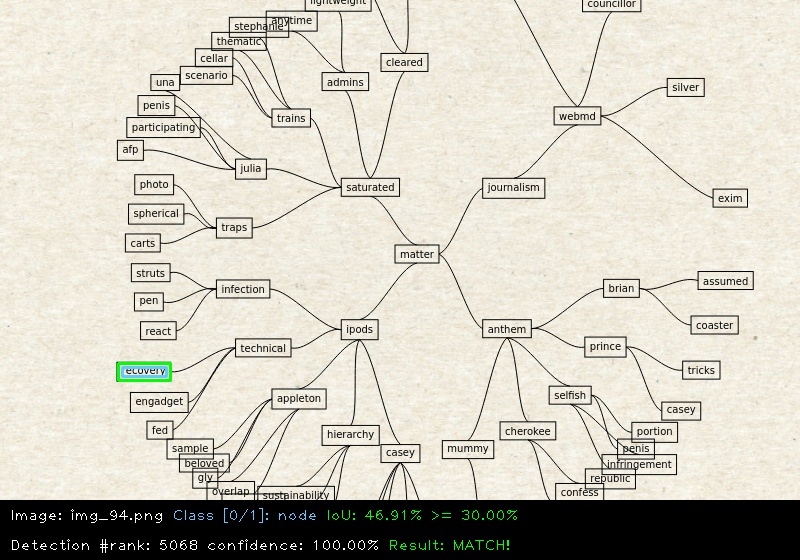 lightweight
councillor
anytime
stephanie
thematic
cellar
cleared
scenario
admins
una
silver
penis
trains
webmd
participating
afp
julia
photo
saturated
journalism
exim
spherical
traps
carts
matter
struts
infection
brian
assumed
pen
react
ipods
anthem
coaster
technical
prince
ecovery
tricks
engadget
appleton
selfish
casey
fed
hierarchy
cherokee
portion
sample
casey
mummy
penis
beloved
infringement
gly
republic
overlap
sustainability
confess
Image: img_94.png Class [0/1]: node IoU: 46.91% >= 30.00%
Detection #rank: 5068 confidence: 100.00% Result: MATCH!